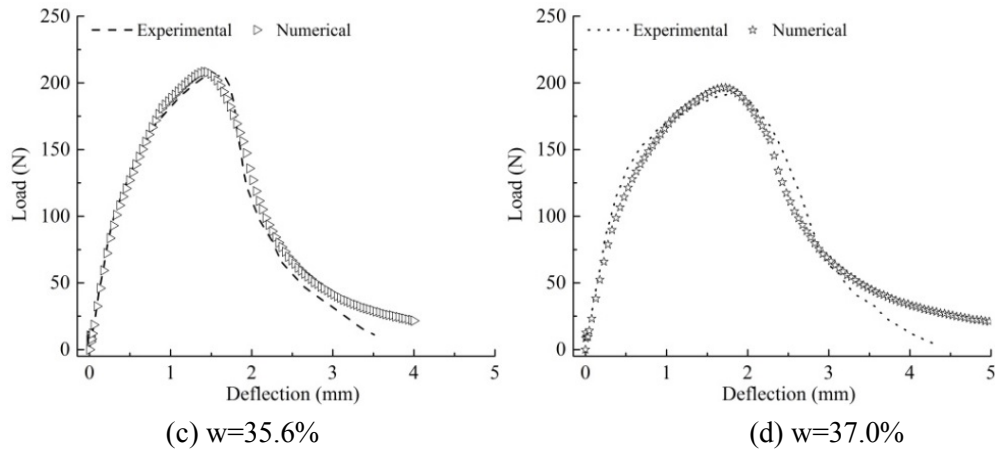 250
200
150
100
50
0
Load (N)
Experimental Numerical
0 1 2 3 4 5
Deflection (mm)
(c) w=35.6%
250
200
150
100
50
0
Load (N)
Experimental Numerical
0 1 2 3 4 5
Deflection (mm)
(d) w=37.0%